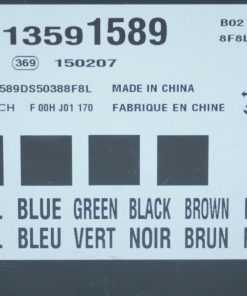 13591589 B02
369 150207 8F8L
589DS50388F8L MADE IN CHINA
CH F 00H J01 170 FABRIQUE EN CHINE
BLUE GREEN BLACK BROWN
BLEU VERT NOIR BRUN